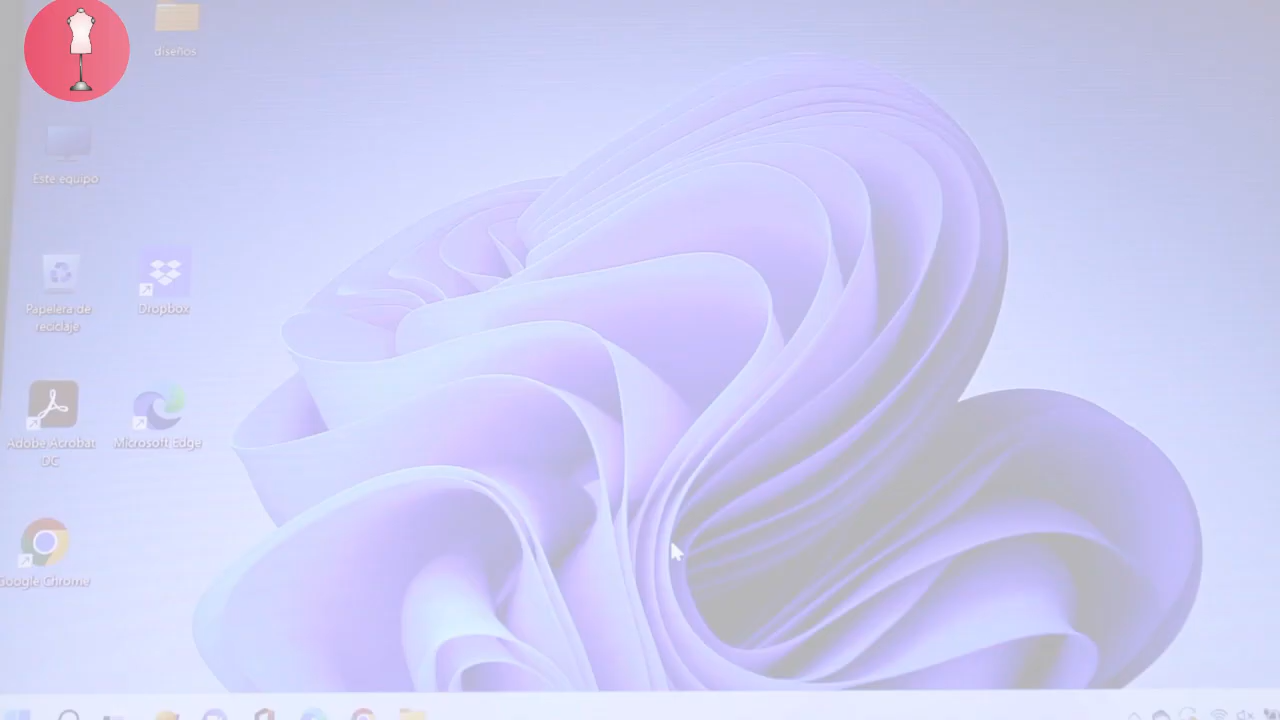 diseños
Este equipo
Papelera de
reciclaje
Dropbox
Adobe Acrobat
DC
Microsoft Edge
Google Chrome